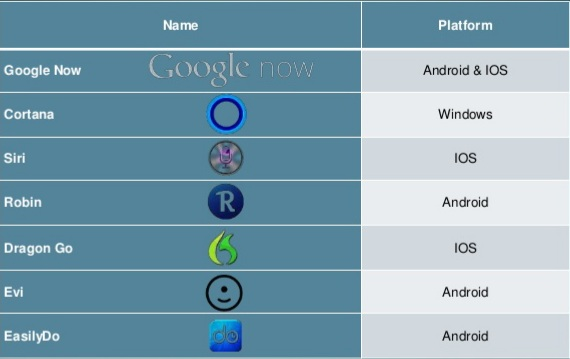 Name Platform
Google Now Google now Android & IOS
Cortana Windows
Siri IOS
Robin R Android
Dragon Go IOS
Evi Android
EasilyDo do Android